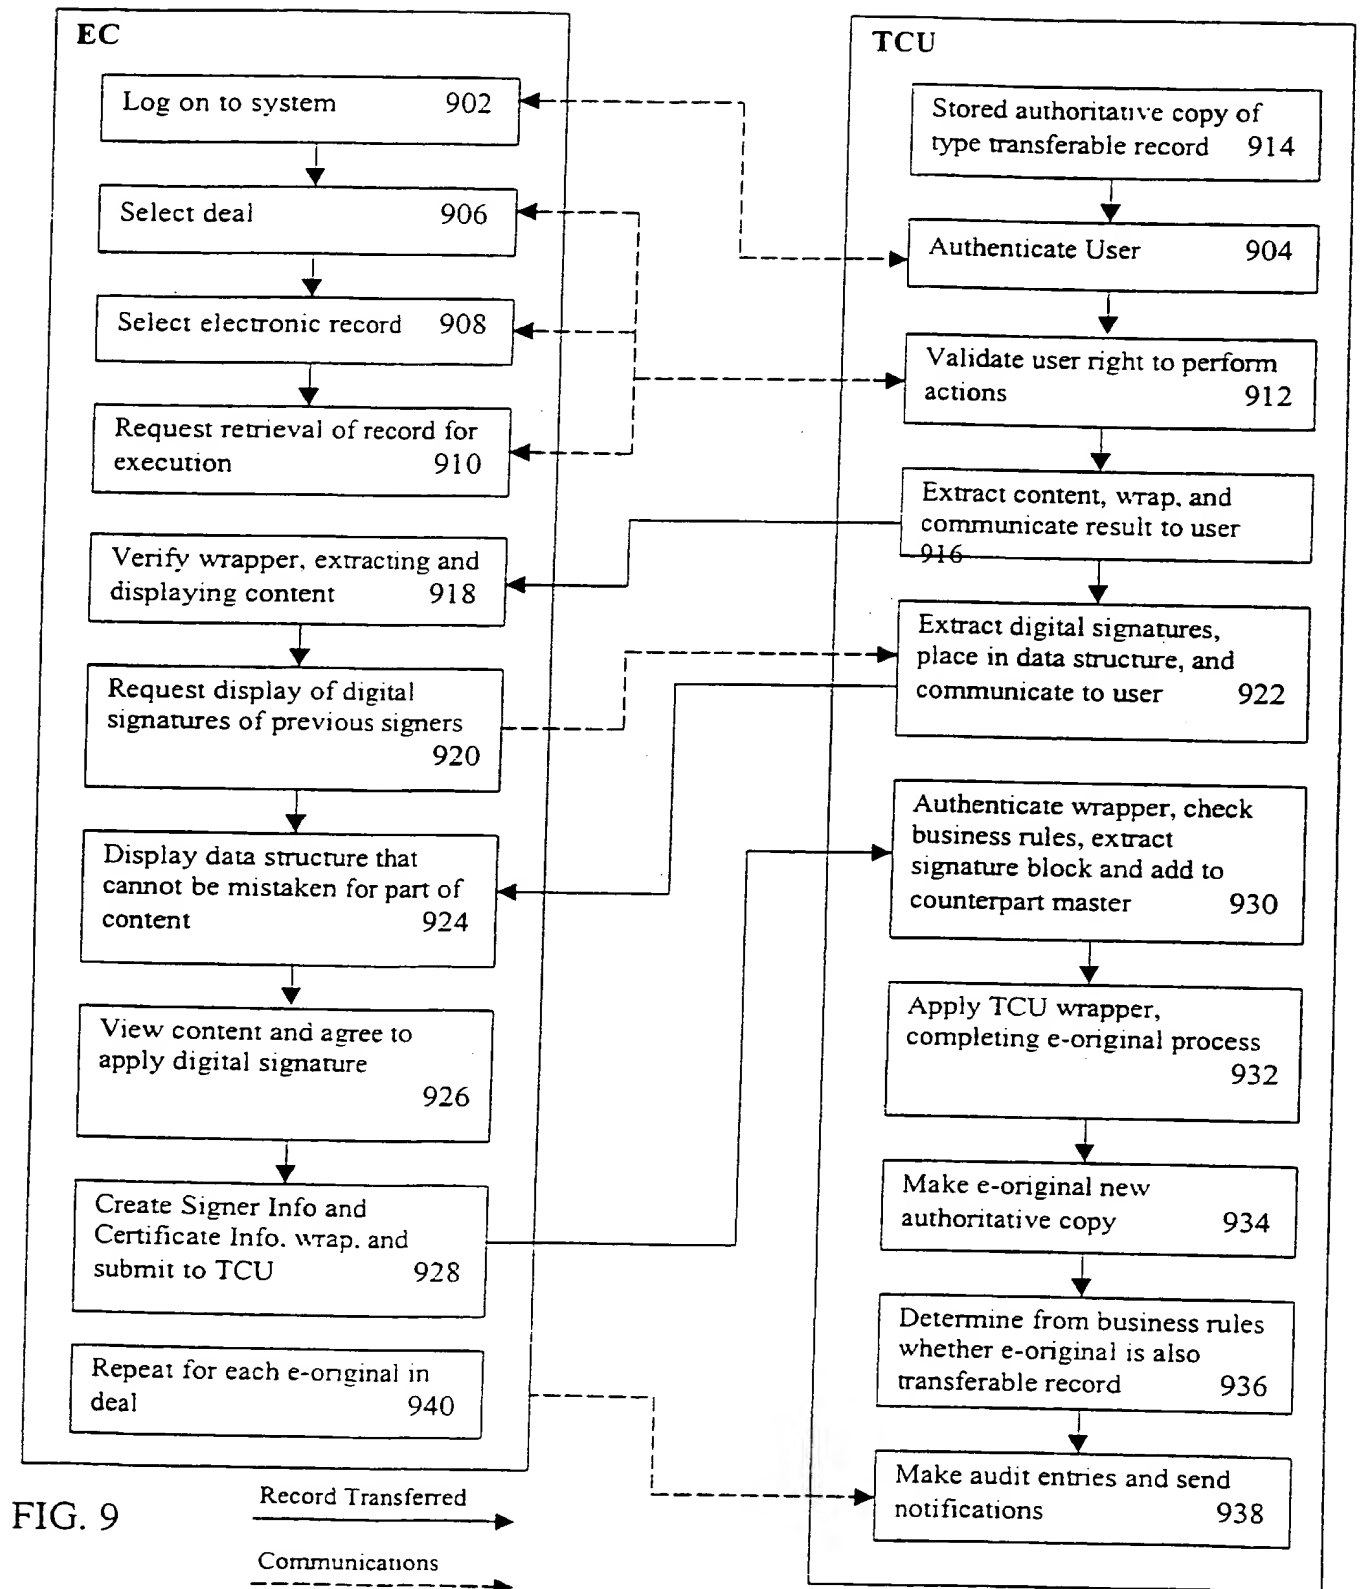 EC
Log on to system 902
Select deal 906
Select electronic record 908
Request retrieval of record for
execution 910
Verify wrapper, extracting and
displaying content 918
Request display of digital
signatures of previous signers
920
Display data structure that
cannot be mistaken for part of
content 924
View content and agree to
apply digital signature
926
Create Signer Info and
Certificate Info, wrap, and
submit to TCU 928
Repeat for each e-original in
deal 940
TCU
Stored authoritative copy of
type transferable record 914
Authenticate User 904
Validate user right to perform
actions 912
Extract content, wrap, and
communicate result to user
916
Extract digital signatures,
place in data structure, and
communicate to user 922
Authenticate wrapper, check
business rules, extract
signature block and add to
counterpart master 930
Apply TCU wrapper,
completing e-original process
932
Make e-original new
authoritative copy 934
Determine from business rules
whether e-original is also
transferable record 936
Make audit entries and send
notifications 938
FIG. 9
Record Transferred
Communications